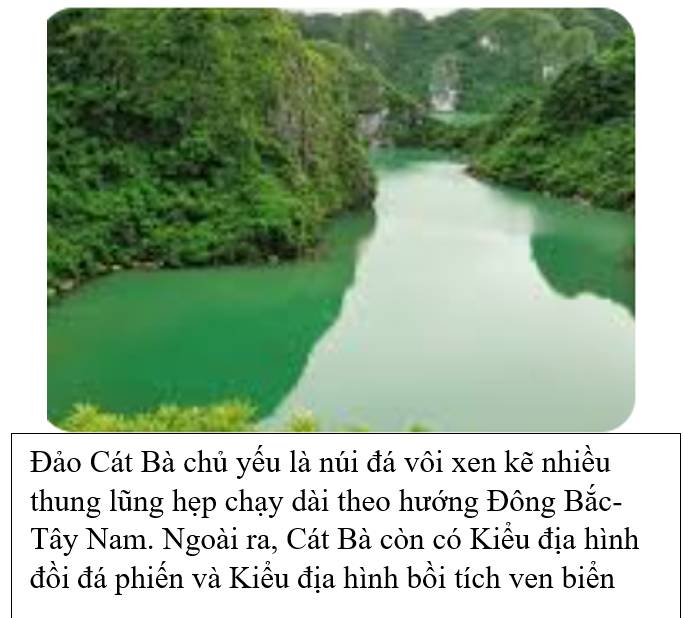 Đảo Cát Bà chủ yếu là núi đá vôi xen kẽ nhiều
thung lũng hẹp chạy dài theo hướng Đông Bắc-
Tây Nam. Ngoài ra, Cát Bà còn có Kiểu địa hình
đồi đá phiến và Kiểu địa hình bồi tích ven biển